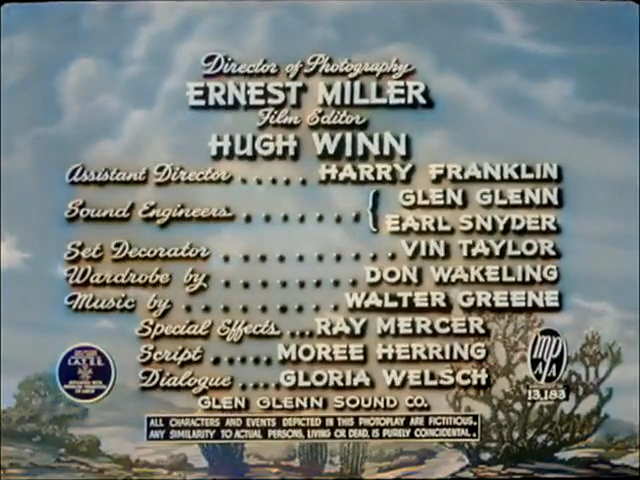 Director of Photography
ERNEST MILLER
Film Editor
HUGH WINN
Assistant Director ..... HARRY FRANKLIN
Sound Engineers ....... { GLEN GLENN
EARL SNYDER
Set Decorator .......... VIN TAYLOR
Wardrobe by ........ DON WAKELING
Music by ......... WALTER GREENE
Special Effects ... RAY MERCER
Script ..... MOREE HERRING
Dialogue ..... GLORIA WELSCH
GLEN GLENN SOUND CO.
I.A.T.S.E.
MPAA
13,183
ALL CHARACTERS AND EVENTS DEPICTED IN THIS PHOTOPLAY ARE FICTITIOUS.
ANY SIMILARITY TO ACTUAL PERSONS, LIVING OR DEAD, IS PURELY COINCIDENTAL.